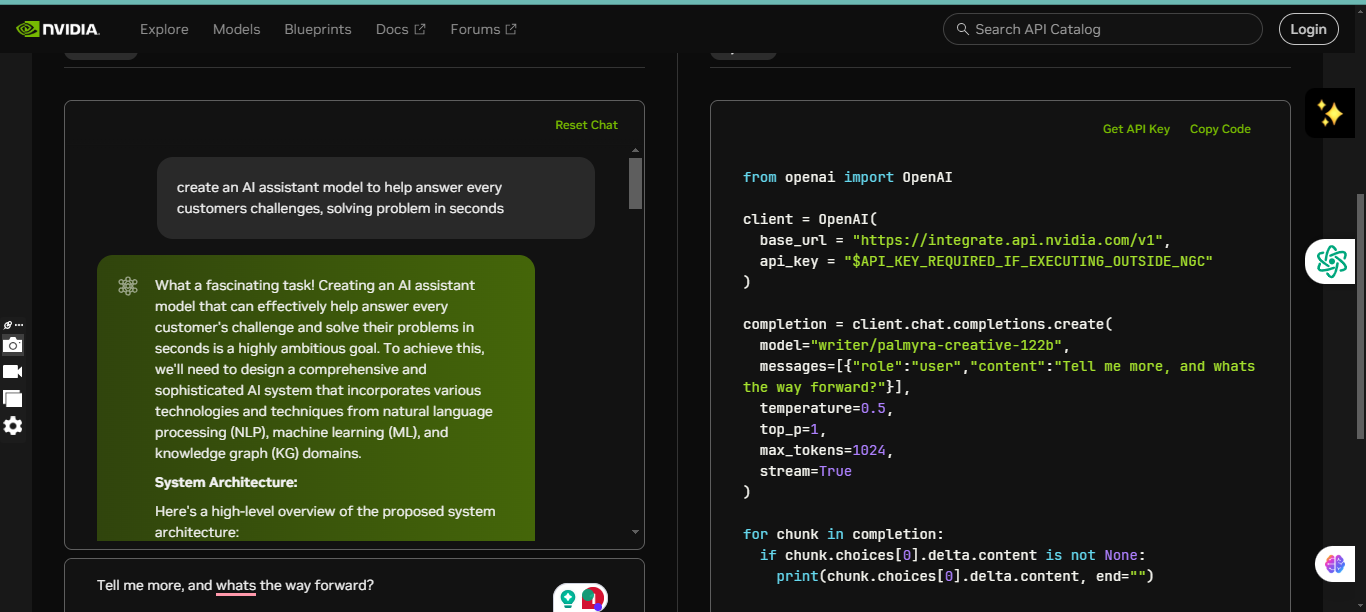 NVIDIA.
Explore
Models
Blueprints
Docs
Forums
Search API Catalog
Login
Reset Chat
create an AI assistant model to help answer every
customers challenges, solving problem in seconds
What a fascinating task! Creating an AI assistant
model that can effectively help answer every
customer's challenge and solve their problems in
seconds is a highly ambitious goal. To achieve this,
we'll need to design a comprehensive and
sophisticated AI system that incorporates various
technologies and techniques from natural language
processing (NLP), machine learning (ML), and
knowledge graph (KG) domains.
System Architecture:
Here's a high-level overview of the proposed system
architecture:
Tell me more, and whats the way forward?
Get API Key
Copy Code
from openai import OpenAI
client = OpenAI(
base_url = "https://integrate.api.nvidia.com/v1",
api_key = "$API_KEY_REQUIRED_IF_EXECUTING_OUTSIDE_NGC"
)
completion = client.chat.completions.create(
model="writer/palmyra-creative-122b",
messages=[{"role":"user","content":"Tell me more, and whats
the way forward?"}],
temperature=0.5,
top_p=1,
max_tokens=1024,
stream=True
)
for chunk in completion:
if chunk.choices[0].delta.content is not None:
print(chunk.choices[0].delta.content, end="")